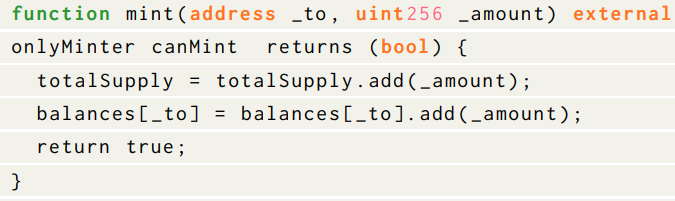 function mint(address _to, uint256 _amount) external
onlyMinter canMint  returns (bool) {
  totalSupply = totalSupply.add(_amount);
  balances[_to] = balances[_to].add(_amount);
  return true;
}